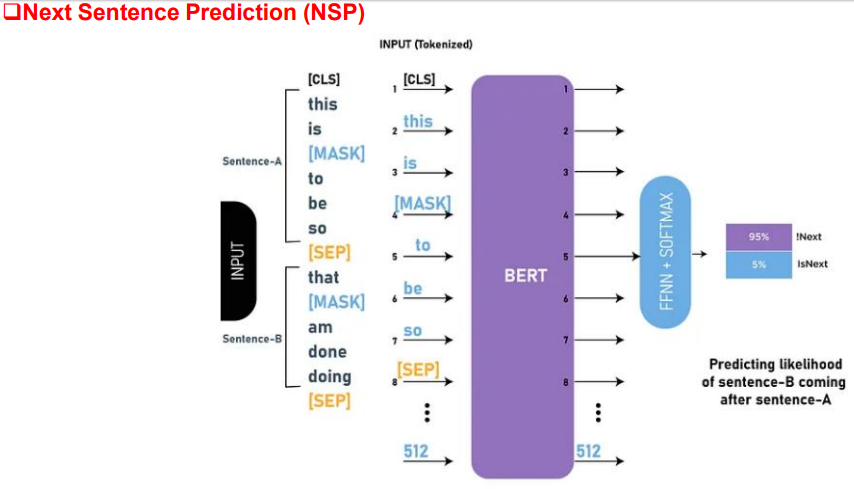 ❑Next Sentence Prediction (NSP)
INPUT (Tokenized)
INPUT
Sentence-A
Sentence-B
[CLS]
this
is
[MASK]
to
be
so
[SEP]
that
[MASK]
am
done
doing
[SEP]
1 [CLS]
2 this
3 is
4 [MASK]
5 to
6 be
7 so
8 [SEP]
512
BERT
1
2
3
4
5
6
7
8
512
FFNN + SOFTMAX
95% !Next
5% IsNext
Predicting likelihood
of sentence-B coming
after sentence-A